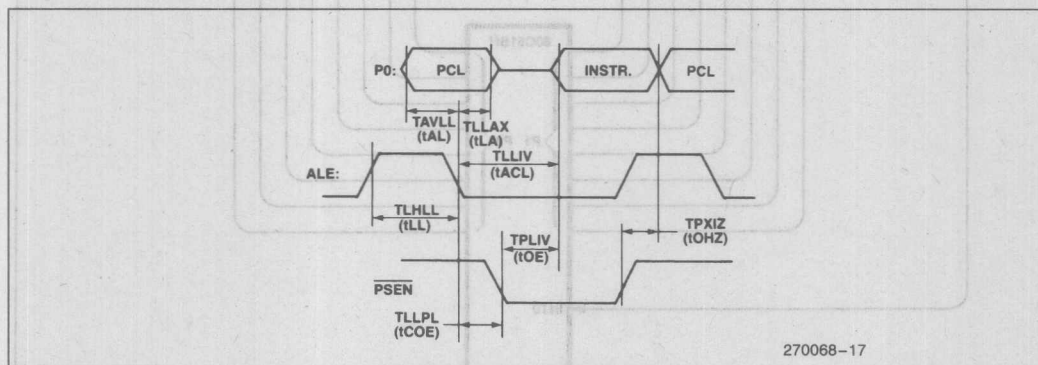 P0: PCL INSTR. PCL
TAVLL TLLAX
(tAL) (tLA)
TLLIV
(tACL)
ALE:
TLHLL
(tLL)
TPLIV
(tOE)
TPXIZ
(tOHZ)
PSEN
TLLPL
(tCOE)
270068–17